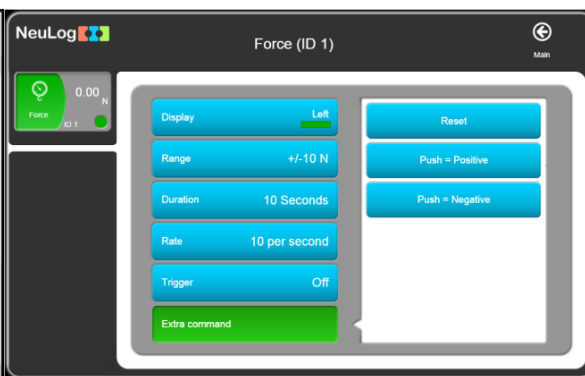 NeuLog
Force (ID 1)
Main
0.00 N
Force
ID 1
Display Left
Range +/-10 N
Duration 10 Seconds
Rate 10 per second
Trigger Off
Extra command
Reset
Push = Positive
Push = Negative